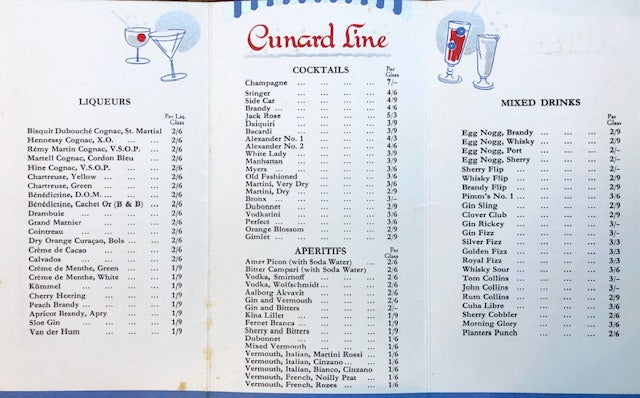 LIQUEURS
Per Liq. Glass
Bisquit Dubouché Cognac, St. Martial 2/6
Hennessy Cognac, X.O. ... ... 2/6
Rémy Martin Cognac, V.S.O.P. ... 2/6
Martell Cognac, Cordon Bleu ... 2/6
Hine Cognac, V.S.O.P. ... ... 2/6
Chartreuse, Yellow ... ... ... 2/6
Chartreuse, Green ... ... ... 2/6
Bénédictine, D.O.M. ... ... ... 2/6
Bénédictine, Cachet Or (B & B) ... 2/6
Drambuie ... ... ... ... 2/6
Grand Marnier ... ... ... 2/6
Cointreau ... ... ... ... 2/6
Dry Orange Curaçao, Bols ... ... 2/6
Crème de Cacao ... ... ... 2/6
Calvados ... ... ... ... 2/6
Crème de Menthe, Green ... ... 1/9
Crème de Menthe, White ... ... 1/9
Kümmel ... ... ... ... 1/9
Cherry Heering ... ... ... 1/9
Peach Brandy ... ... ... ... 1/9
Apricot Brandy, Apry ... ... 1/9
Sloe Gin ... ... ... ... 1/9
Van der Hum ... ... ... 1/9
Cunard Line
COCKTAILS
Per Glass
Champagne ... ... ... ... 7/-
Stinger ... ... ... ... 4/6
Side Car ... ... ... ... 4/9
Brandy ... ... ... ... 4/6
Jack Rose ... ... ... ... 5/3
Daiquiri ... ... ... ... 3/9
Bacardi ... ... ... ... 3/9
Alexander No. 1 ... ... ... 4/3
Alexander No. 2 ... ... ... 4/6
White Lady ... ... ... ... 3/9
Manhattan ... ... ... ... 3/9
Myers ... ... ... ... 3/6
Old Fashioned ... ... ... 3/6
Martini, Very Dry ... ... ... 3/6
Martini, Dry ... ... ... ... 2/9
Bronx ... ... ... ... 3/-
Dubonnet ... ... ... ... 2/9
Vodkatini ... ... ... ... 3/6
Perfect ... ... ... ... 3/6
Orange Blossom ... ... ... 2/9
Gimlet ... ... ... ... 2/9
APERITIFS
Per Glass
Amer Picon (with Soda Water) ... 2/6
Bitter Campari (with Soda Water) 2/6
Vodka, Smirnoff ... ... ... 2/6
Vodka, Wolfschmidt ... ... ... 2/6
Aalborg Akvavit ... ... ... 2/6
Gin and Vermouth ... ... ... 2/6
Gin and Bitters ... ... ... 2/-
Kina Lillet ... ... ... ... 1/9
Fernet Branca ... ... ... 1/9
Sherry and Bitters ... ... ... 1/9
Dubonnet ... ... ... ... 1/6
Mixed Vermouth ... ... ... 1/6
Vermouth, Italian, Martini Rossi ... 1/6
Vermouth, Italian, Cinzano ... ... 1/6
Vermouth, Italian, Bianco, Cinzano 1/6
Vermouth, French, Noilly Prat ... 1/6
Vermouth, French, Rozes ... ... 1/6
MIXED DRINKS
Per Glass
Egg Nogg, Brandy ... ... ... 2/9
Egg Nogg, Whisky ... ... ... 2/9
Egg Nogg, Port ... ... ... 2/-
Egg Nogg, Sherry ... ... ... 2/-
Sherry Flip ... ... ... ... 2/-
Whisky Flip ... ... ... ... 2/9
Brandy Flip ... ... ... ... 2/9
Pimm's No. 1 ... ... ... ... 3/6
Gin Sling ... ... ... ... 2/9
Clover Club ... ... ... ... 2/9
Gin Rickey ... ... ... ... 3/-
Gin Fizz ... ... ... ... 3/-
Silver Fizz ... ... ... ... 3/3
Golden Fizz ... ... ... ... 3/3
Royal Fizz ... ... ... ... 3/3
Whisky Sour ... ... ... ... 3/6
Tom Collins ... ... ... ... 3/-
John Collins ... ... ... ... 3/-
Rum Collins ... ... ... ... 2/9
Cuba Libre ... ... ... ... 3/6
Sherry Cobbler ... ... ... 2/6
Morning Glory ... ... ... 3/6
Planters Punch ... ... ... 2/6